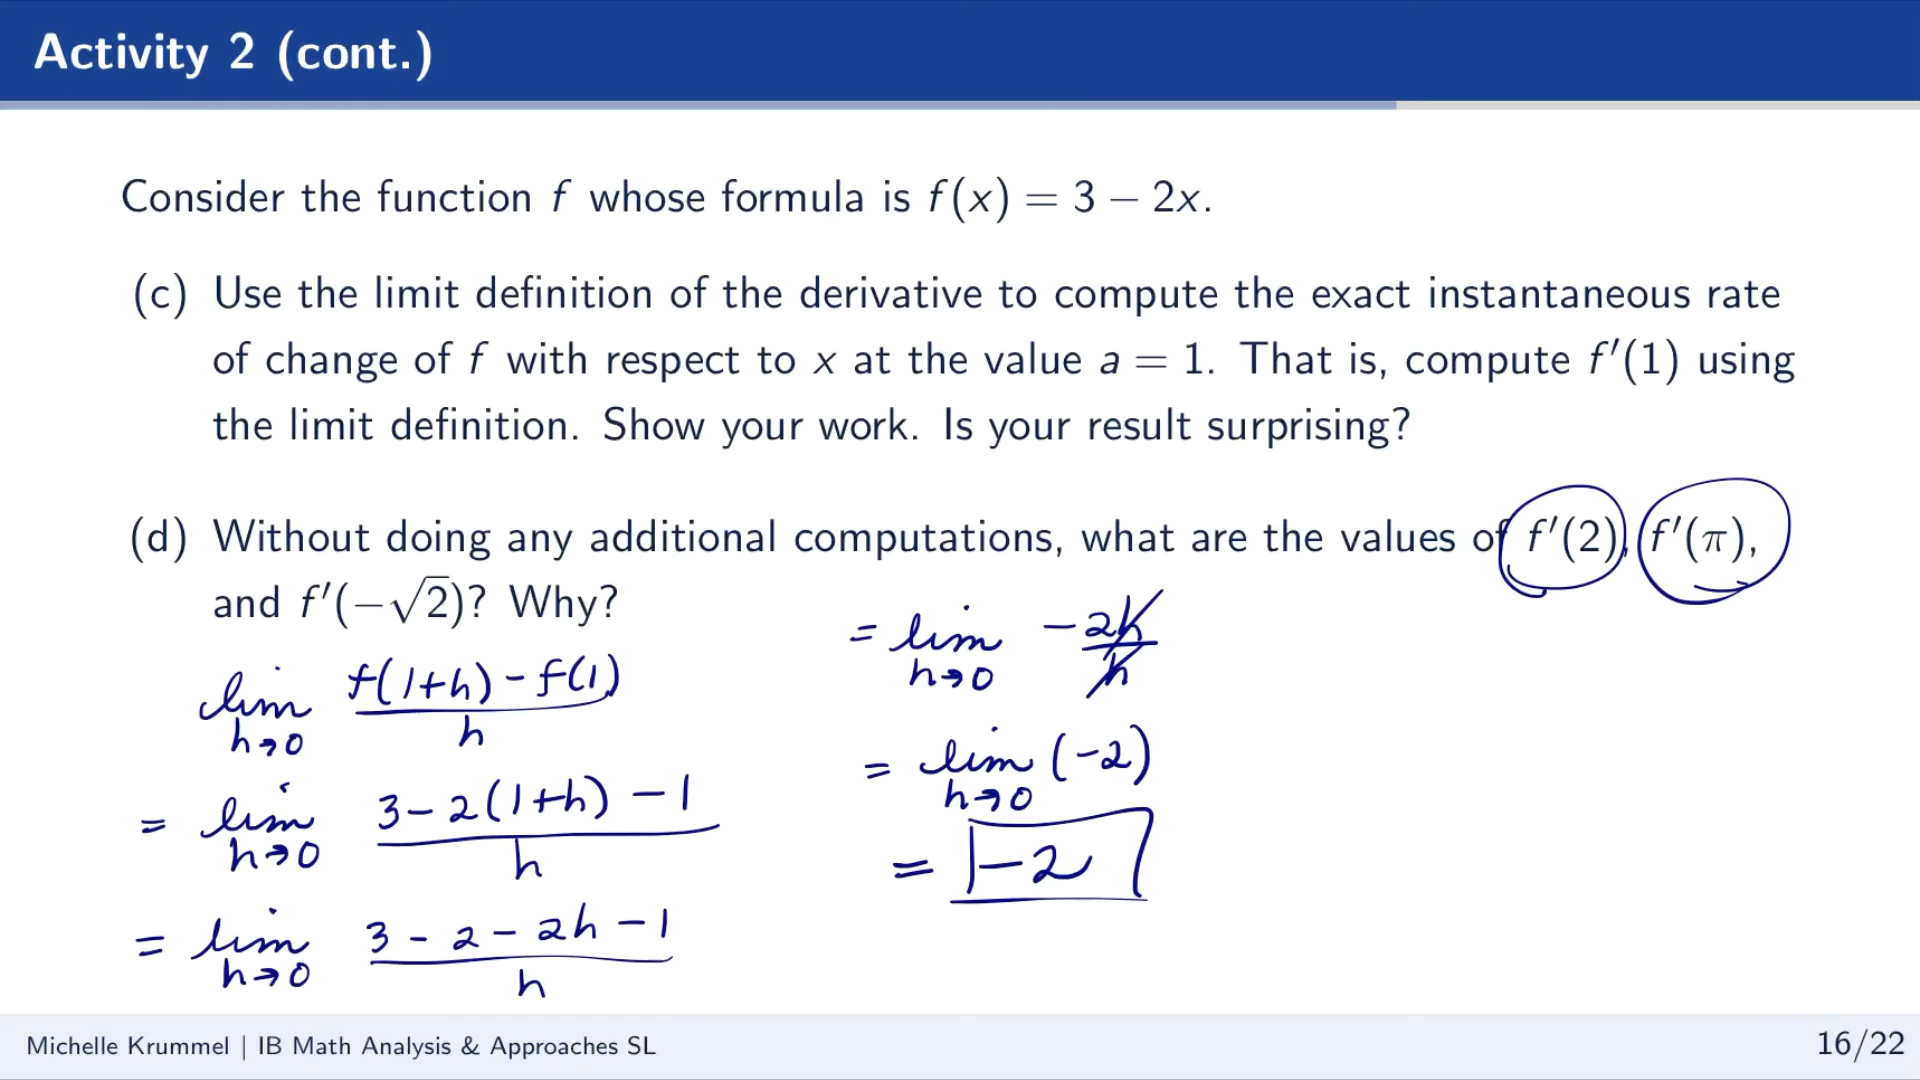 Activity 2 (cont.)
Consider the function f whose formula is f(x) = 3 − 2x.
(c) Use the limit definition of the derivative to compute the exact instantaneous rate
of change of f with respect to x at the value a = 1. That is, compute f′(1) using
the limit definition. Show your work. Is your result surprising?
(d) Without doing any additional computations, what are the values of f′(2), f′(π),
and f′(−√2)? Why?
lim h→0 f(1+h) - f(1) / h
= lim h→0 3 - 2(1+h) - 1 / h
= lim h→0 3 - 2 - 2h - 1 / h
= lim h→0 -2h / h
= lim h→0 (-2)
= -2
Michelle Krummel | IB Math Analysis & Approaches SL
16/22